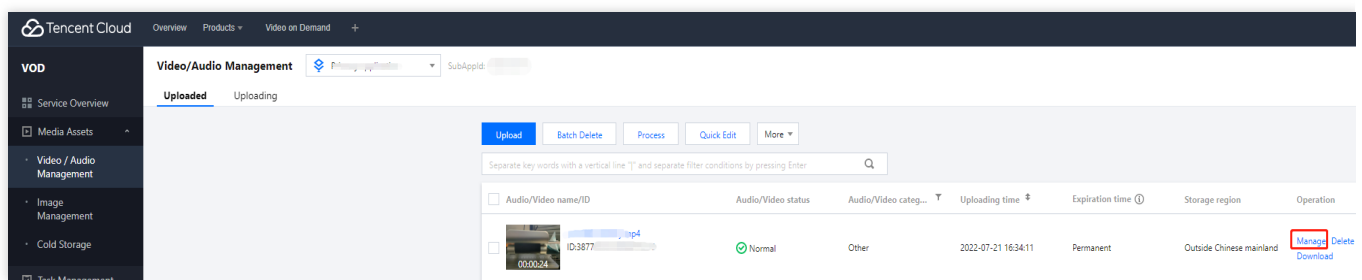 Tencent Cloud Overview Products Video on Demand +
VOD
Video/Audio Management
SubAppId:
Service Overview
Uploaded Uploading
Media Assets
Upload Batch Delete Process Quick Edit More
Video / Audio
Management
Separate key words with a vertical line "|" and separate filter conditions by pressing Enter
Image
Management
Audio/Video name/ID Audio/Video status Audio/Video categ... Uploading time Expiration time Storage region Operation
Cold Storage
mp4
ID:3877
Normal Other 2022-07-21 16:34:11 Permanent Outside Chinese mainland Manage Delete
Download
00:00:24
Task Management